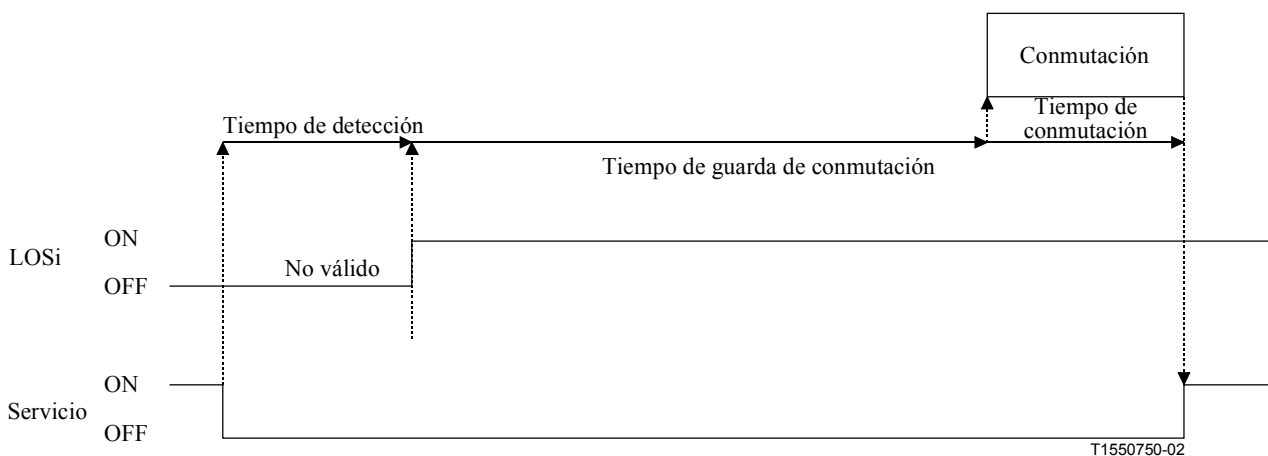 Conmutación
Tiempo de detección
Tiempo de
conmutación
Tiempo de guarda de conmutación
LOSi
ON
No válido
OFF
Servicio
ON
OFF
T1550750-02